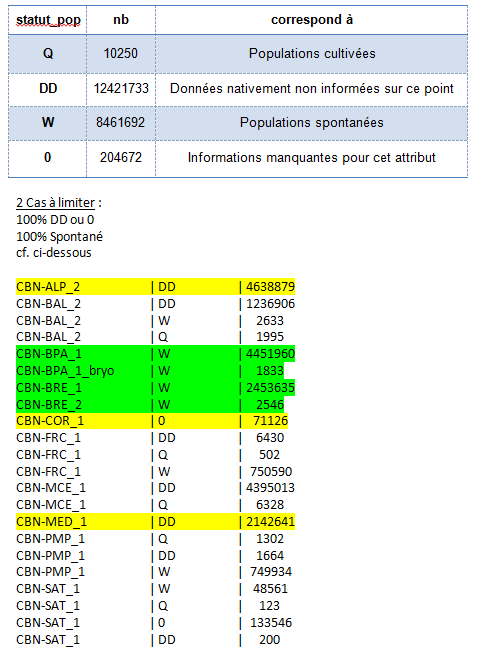 statut_pop nb correspond à
Q 10250 Populations cultivées
DD 12421733 Données nativement non informées sur ce point
W 8461692 Populations spontanées
0 204672 Informations manquantes pour cet attribut
2 Cas à limiter :
100% DD ou 0
100% Spontané
cf. ci-dessous
CBN-ALP_2 | DD | 4638879
CBN-BAL_2 | DD | 1236906
CBN-BAL_2 | W | 2633
CBN-BAL_2 | Q | 1995
CBN-BPA_1 | W | 4451960
CBN-BPA_1_bryo | W | 1833
CBN-BRE_1 | W | 2453635
CBN-BRE_2 | W | 2546
CBN-COR_1 | 0 | 71126
CBN-FRC_1 | DD | 6430
CBN-FRC_1 | Q | 502
CBN-FRC_1 | W | 750590
CBN-MCE_1 | DD | 4395013
CBN-MCE_1 | Q | 6328
CBN-MED_1 | DD | 2142641
CBN-PMP_1 | Q | 1302
CBN-PMP_1 | DD | 1664
CBN-PMP_1 | W | 749934
CBN-SAT_1 | W | 48561
CBN-SAT_1 | Q | 123
CBN-SAT_1 | 0 | 133546
CBN-SAT_1 | DD | 200